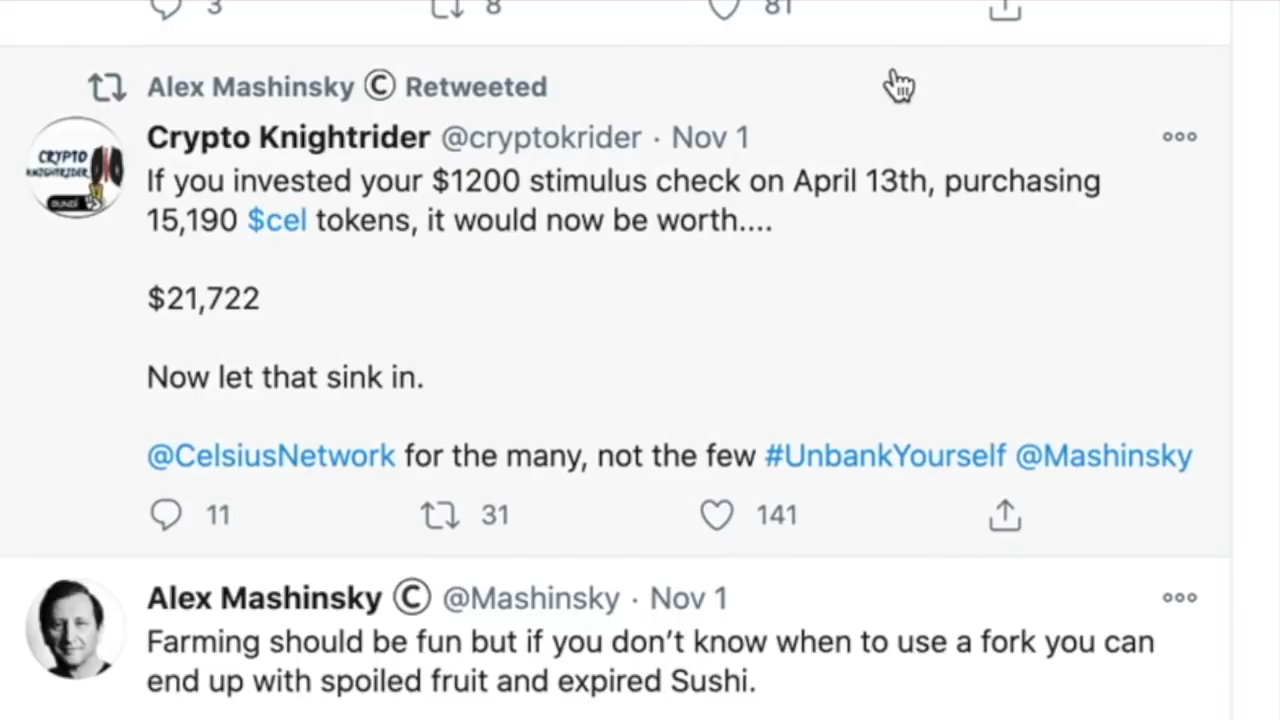 3 8 81
Alex Mashinsky Ⓒ Retweeted
Crypto Knightrider @cryptokrider · Nov 1
If you invested your $1200 stimulus check on April 13th, purchasing
15,190 $cel tokens, it would now be worth....
$21,722
Now let that sink in.
@CelsiusNetwork for the many, not the few #UnbankYourself @Mashinsky
11 31 141
Alex Mashinsky Ⓒ @Mashinsky · Nov 1
Farming should be fun but if you don’t know when to use a fork you can
end up with spoiled fruit and expired Sushi.
CRYPTO
KNIGHTRIDER